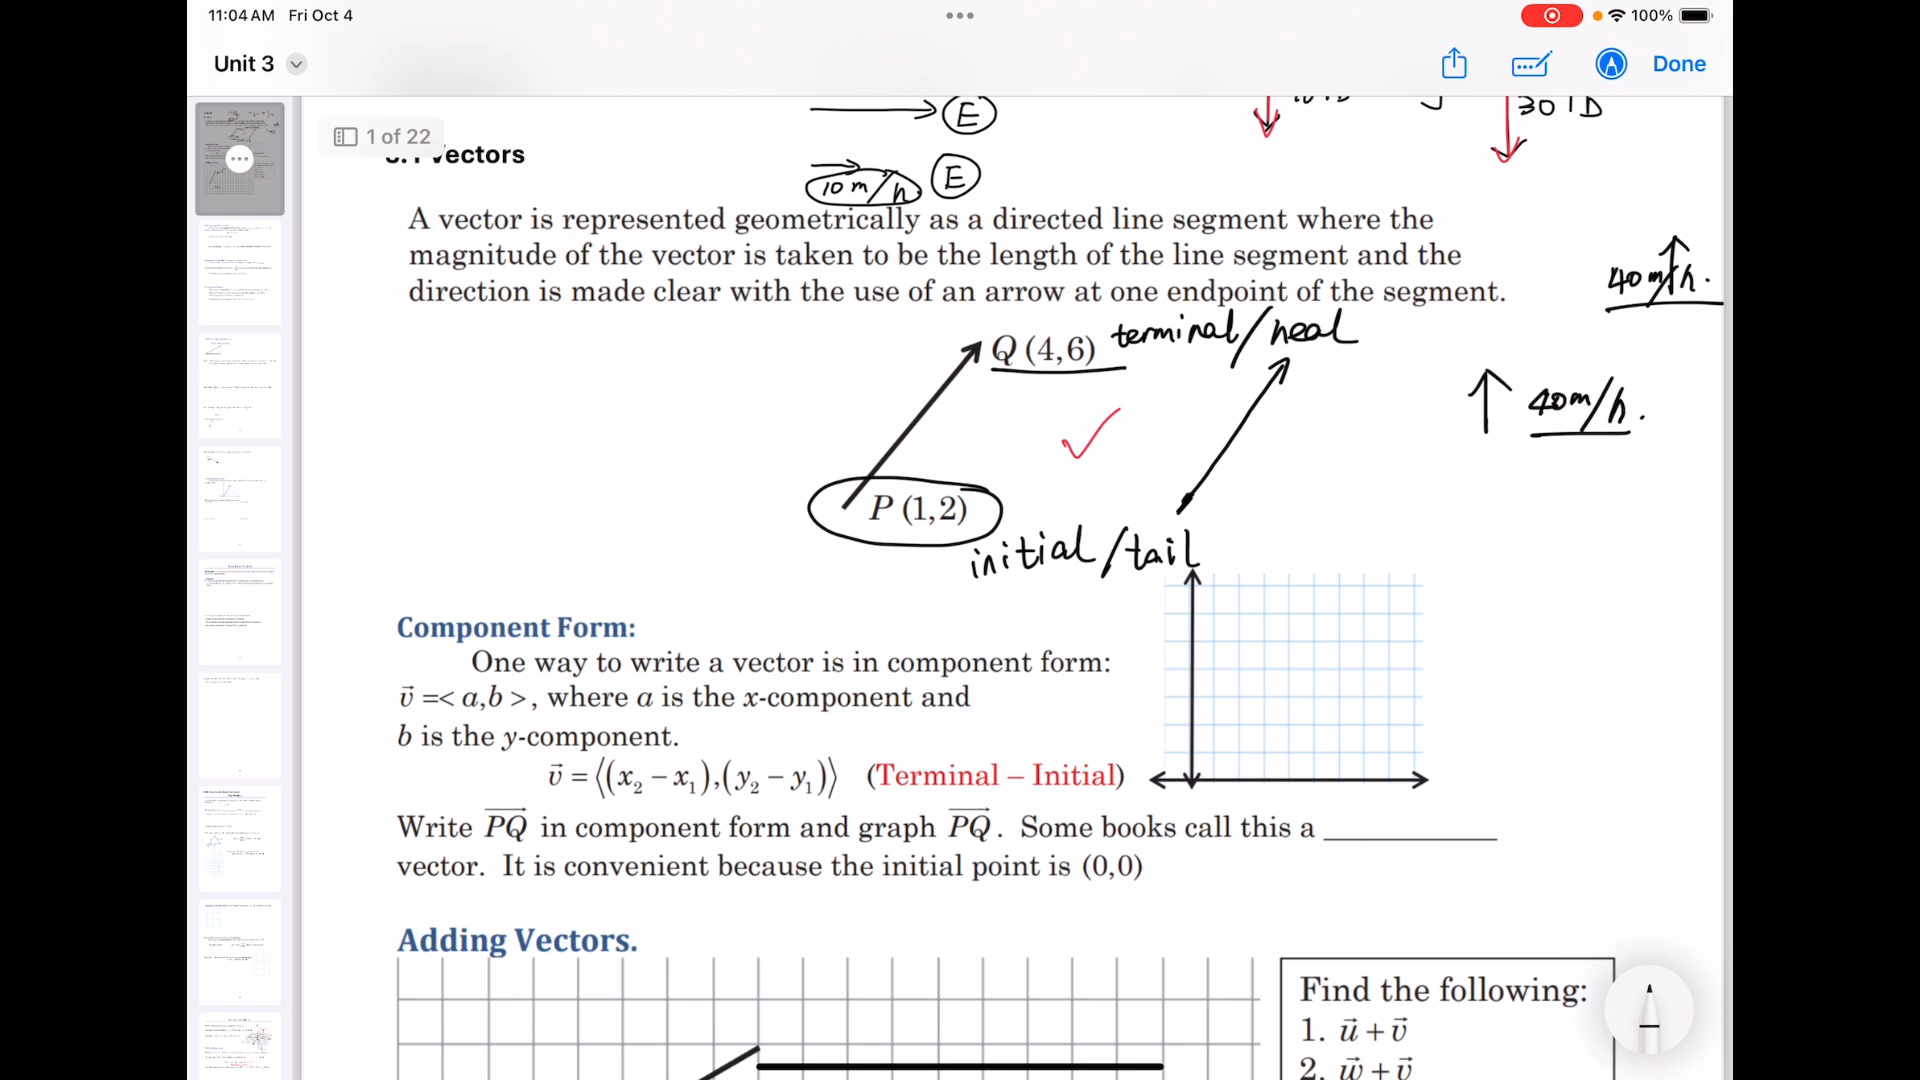 11:04 AM Fri Oct 4
100%
Unit 3
Done
1 of 22
Vectors
E
30 lb
10 m/h
E
A vector is represented geometrically as a directed line segment where the
magnitude of the vector is taken to be the length of the line segment and the
direction is made clear with the use of an arrow at one endpoint of the segment.
40 m/h.
Q (4,6) terminal/head
40 m/h.
P (1,2)
initial/tail
Component Form:
One way to write a vector is in component form:
v⃗ =< a,b >, where a is the x-component and
b is the y-component.
v⃗ = ⟨(x₂ − x₁),(y₂ − y₁)⟩ (Terminal – Initial)
Write PQ⃗ in component form and graph PQ⃗. Some books call this a ____________
vector. It is convenient because the initial point is (0,0)
Adding Vectors.
Find the following:
1. u⃗ + v⃗
2. w⃗ + v⃗